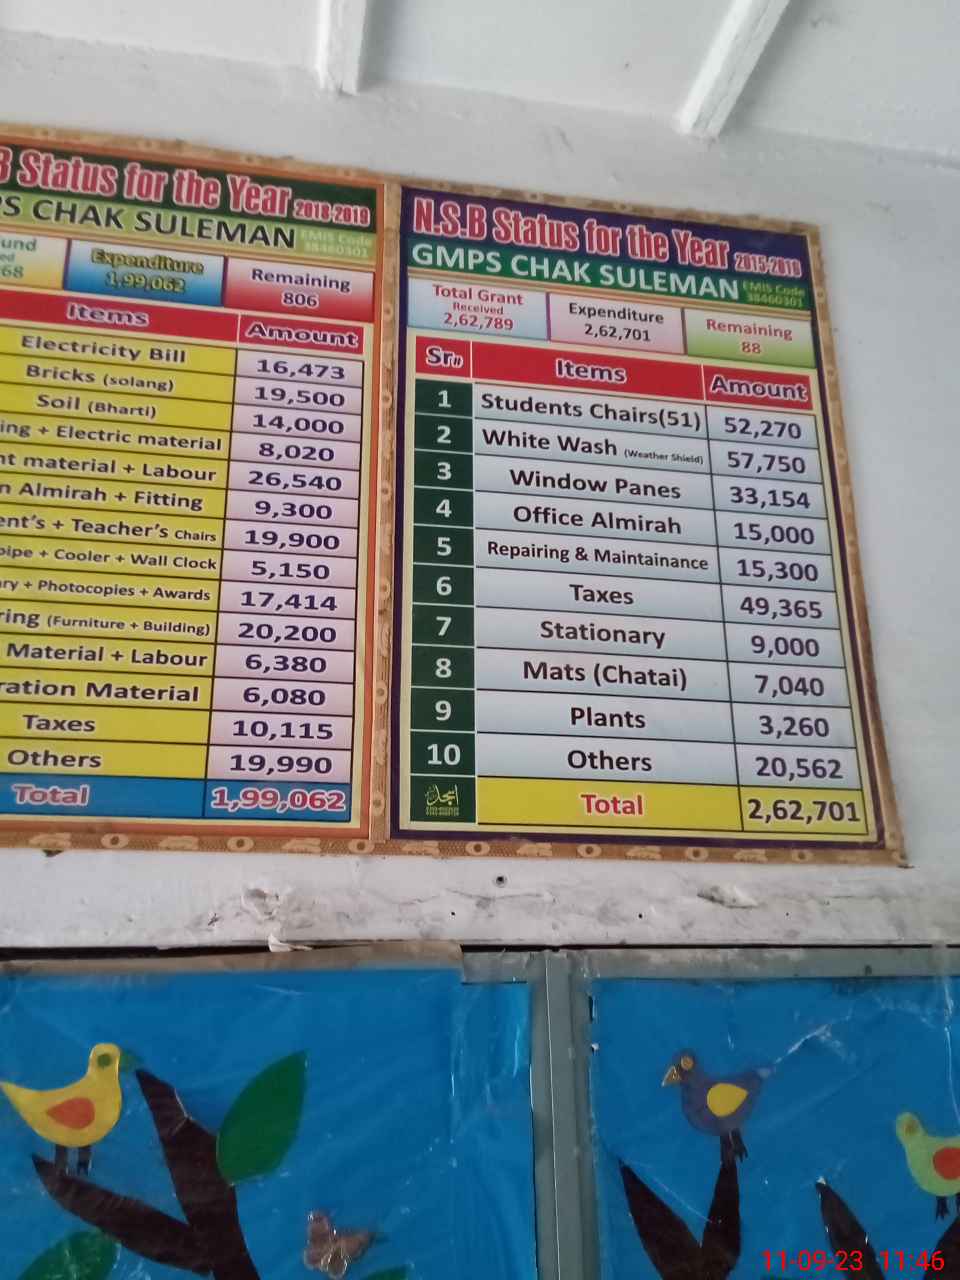 B Status for the Year 2018-2019
PS CHAK SULEMAN
EMIS Code
38460301
Expenditure
1,99,062
Remaining
806
Items Amount
Electricity Bill 16,473
Bricks (solang) 19,500
Soil (Bharti) 14,000
ing + Electric material 8,020
nt material + Labour 26,540
n Almirah + Fitting 9,300
ent's + Teacher's Chairs 19,900
pipe + Cooler + Wall Clock 5,150
ry + Photocopies + Awards 17,414
ring (Furniture + Building) 20,200
Material + Labour 6,380
ration Material 6,080
Taxes 10,115
Others 19,990
Total 1,99,062
N.S.B Status for the Year
GMPS CHAK SULEMAN
EMIS Code
38460301
Total Grant
Received
2,62,789
Expenditure
2,62,701
Remaining
88
Sr# Items Amount
1 Students Chairs(51) 52,270
2 White Wash (Weather Shield) 57,750
3 Window Panes 33,154
4 Office Almirah 15,000
5 Repairing & Maintainance 15,300
6 Taxes 49,365
7 Stationary 9,000
8 Mats (Chatai) 7,040
9 Plants 3,260
10 Others 20,562
امجد
Total 2,62,701
11-09-23 11:46